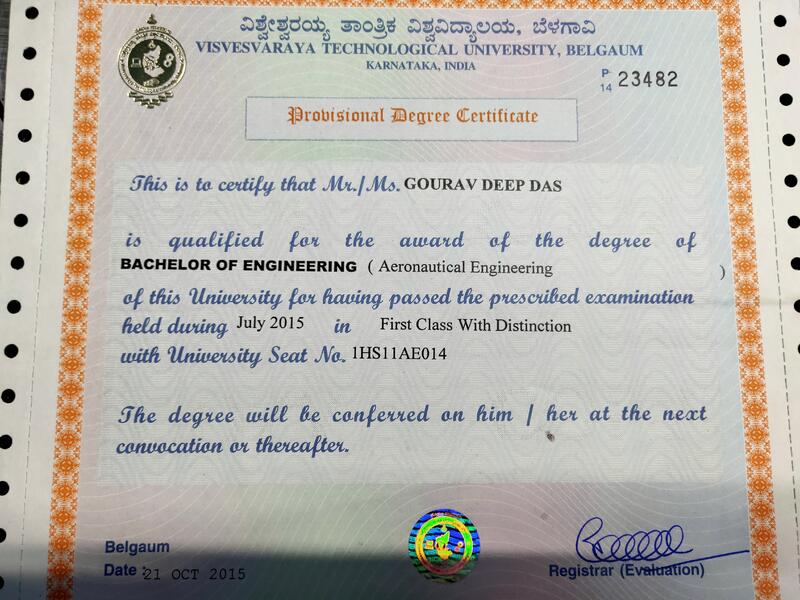 ವಿಶ್ವೇಶ್ವರಯ್ಯ ತಾಂತ್ರಿಕ ವಿಶ್ವವಿದ್ಯಾಲಯ, ಬೆಳಗಾವಿ
VISVESVARAYA TECHNOLOGICAL UNIVERSITY, BELGAUM
KARNATAKA, INDIA
P 14 23482
Provisional Degree Certificate
This is to certify that Mr./Ms. GOURAV DEEP DAS
is qualified for the award of the degree of
BACHELOR OF ENGINEERING ( Aeronautical Engineering )
of this University for having passed the prescribed examination
held during July 2015 in First Class With Distinction
with University Seat No. 1HS11AE014
The degree will be conferred on him / her at the next
convocation or thereafter.
Belgaum
Date : 21 OCT 2015
Registrar (Evaluation)